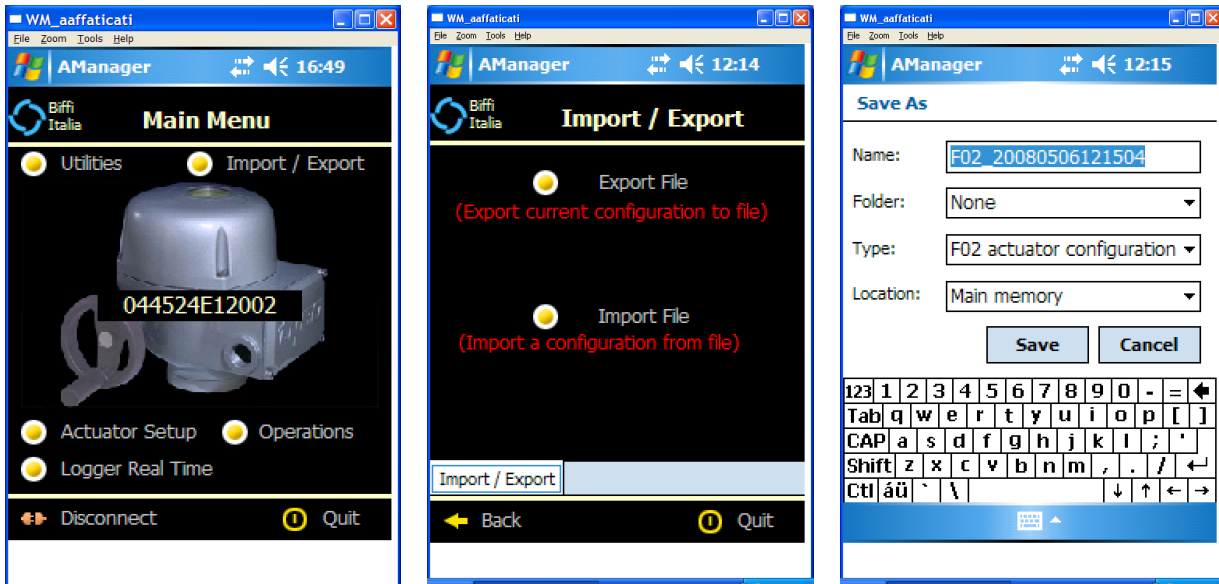 WM_aaffaticati
File Zoom Tools Help
AManager 16:49
Biffi
Italia
Main Menu
Utilities Import / Export
044524E12002
Actuator Setup Operations
Logger Real Time
Disconnect Quit
WM_aaffaticati
File Zoom Tools Help
AManager 12:14
Biffi
Italia
Import / Export
Export File
(Export current configuration to file)
Import File
(Import a configuration from file)
Import / Export
Back Quit
WM_aaffaticati
File Zoom Tools Help
AManager 12:15
Save As
Name: F02_20080506121504
Folder: None
Type: F02 actuator configuration
Location: Main memory
Save Cancel
123 1 2 3 4 5 6 7 8 9 0 - =
Tab q w e r t y u i o p [ ]
CAP a s d f g h j k l ; '
Shift z x c v b n m , . /
Ctl áü ` \